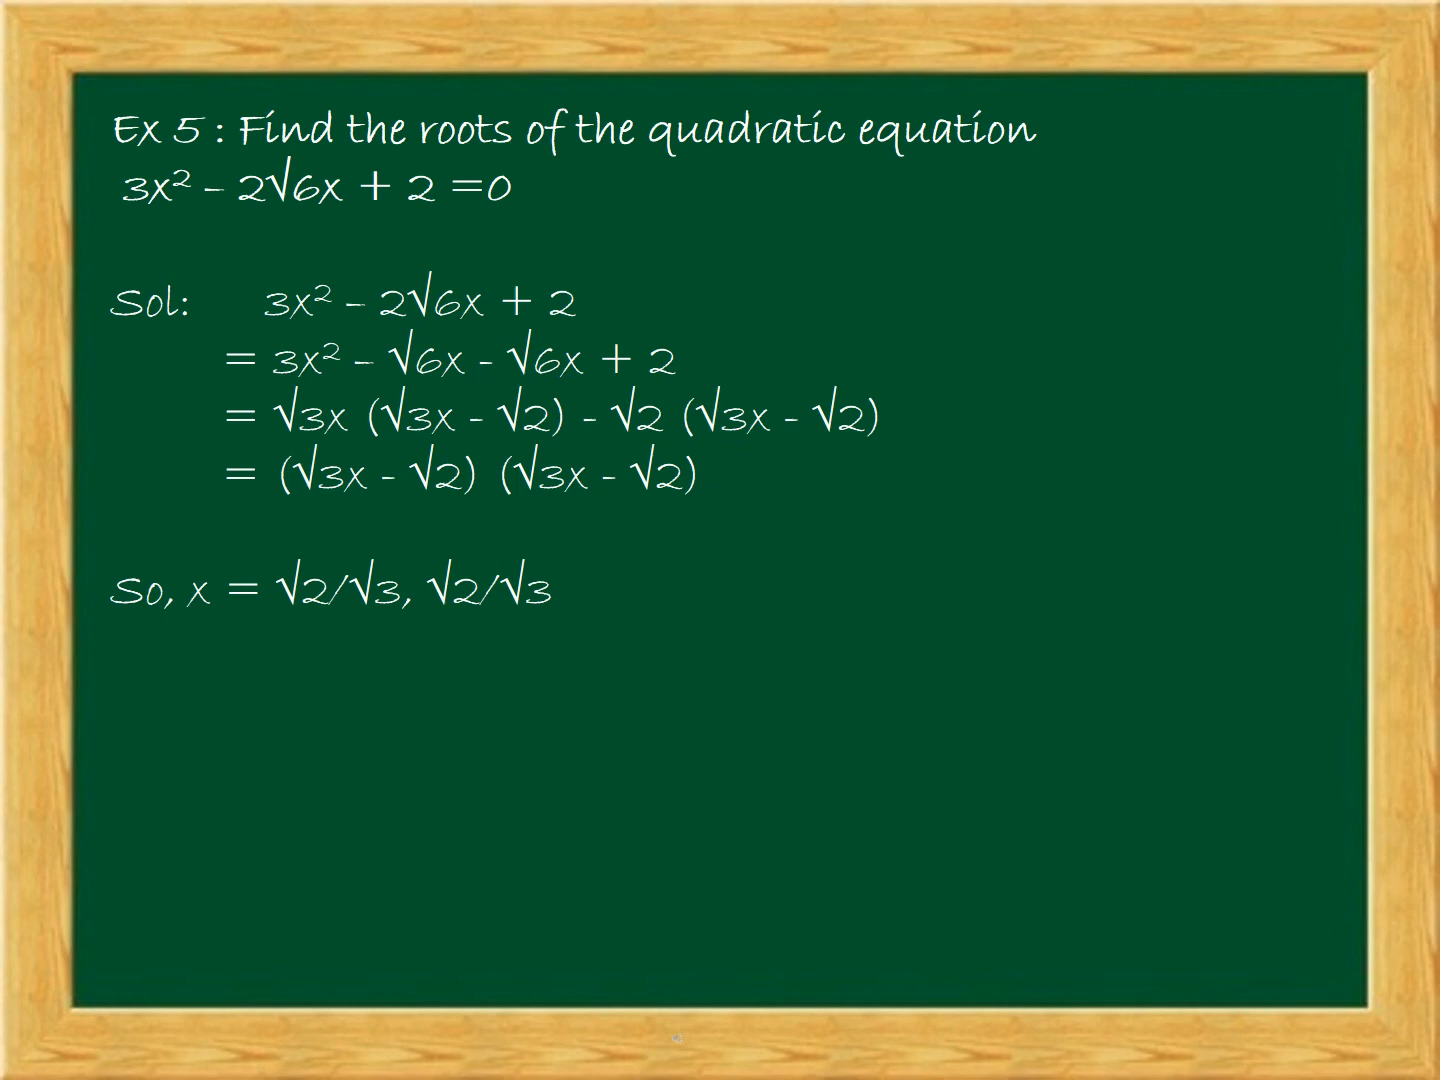 Ex 5 : Find the roots of the quadratic equation
3x² – 2√6x + 2 =0
Sol: 3x² – 2√6x + 2
= 3x² – √6x - √6x + 2
= √3x (√3x - √2) - √2 (√3x - √2)
= (√3x - √2) (√3x - √2)
So, x = √2/√3, √2/√3